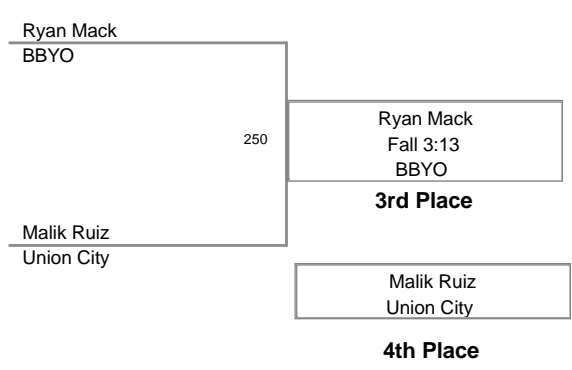 Ryan Mack
BBYO
250
Ryan Mack
Fall 3:13
BBYO
3rd Place
Malik Ruiz
Union City
Malik Ruiz
Union City
4th Place